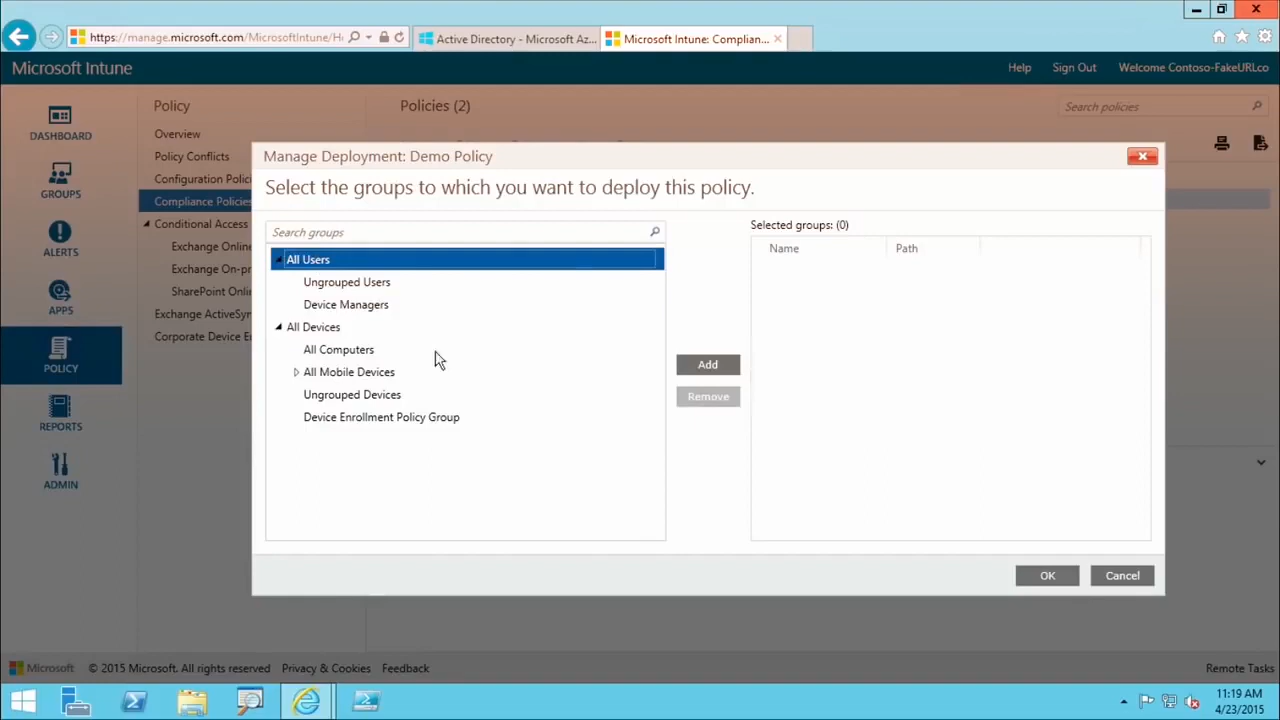 https://manage.microsoft.com/MicrosoftIntune/H
Active Directory - Microsoft Az...
Microsoft Intune: Complian...
Microsoft Intune
Help
Sign Out
Welcome Contoso-FakeURLco
DASHBOARD
GROUPS
ALERTS
APPS
POLICY
REPORTS
ADMIN
Policy
Overview
Policy Conflicts
Configuration Polici
Compliance Policies
Conditional Access
Exchange Online
Exchange On-p
SharePoint Onli
Exchange ActiveSyn
Corporate Device E
Policies (2)
Search policies
Manage Deployment: Demo Policy
Select the groups to which you want to deploy this policy.
Search groups
All Users
Ungrouped Users
Device Managers
All Devices
All Computers
All Mobile Devices
Ungrouped Devices
Device Enrollment Policy Group
Add
Remove
Selected groups: (0)
Name
Path
OK
Cancel
Microsoft
© 2015 Microsoft. All rights reserved
Privacy & Cookies
Feedback
Remote Tasks
11:19 AM
4/23/2015